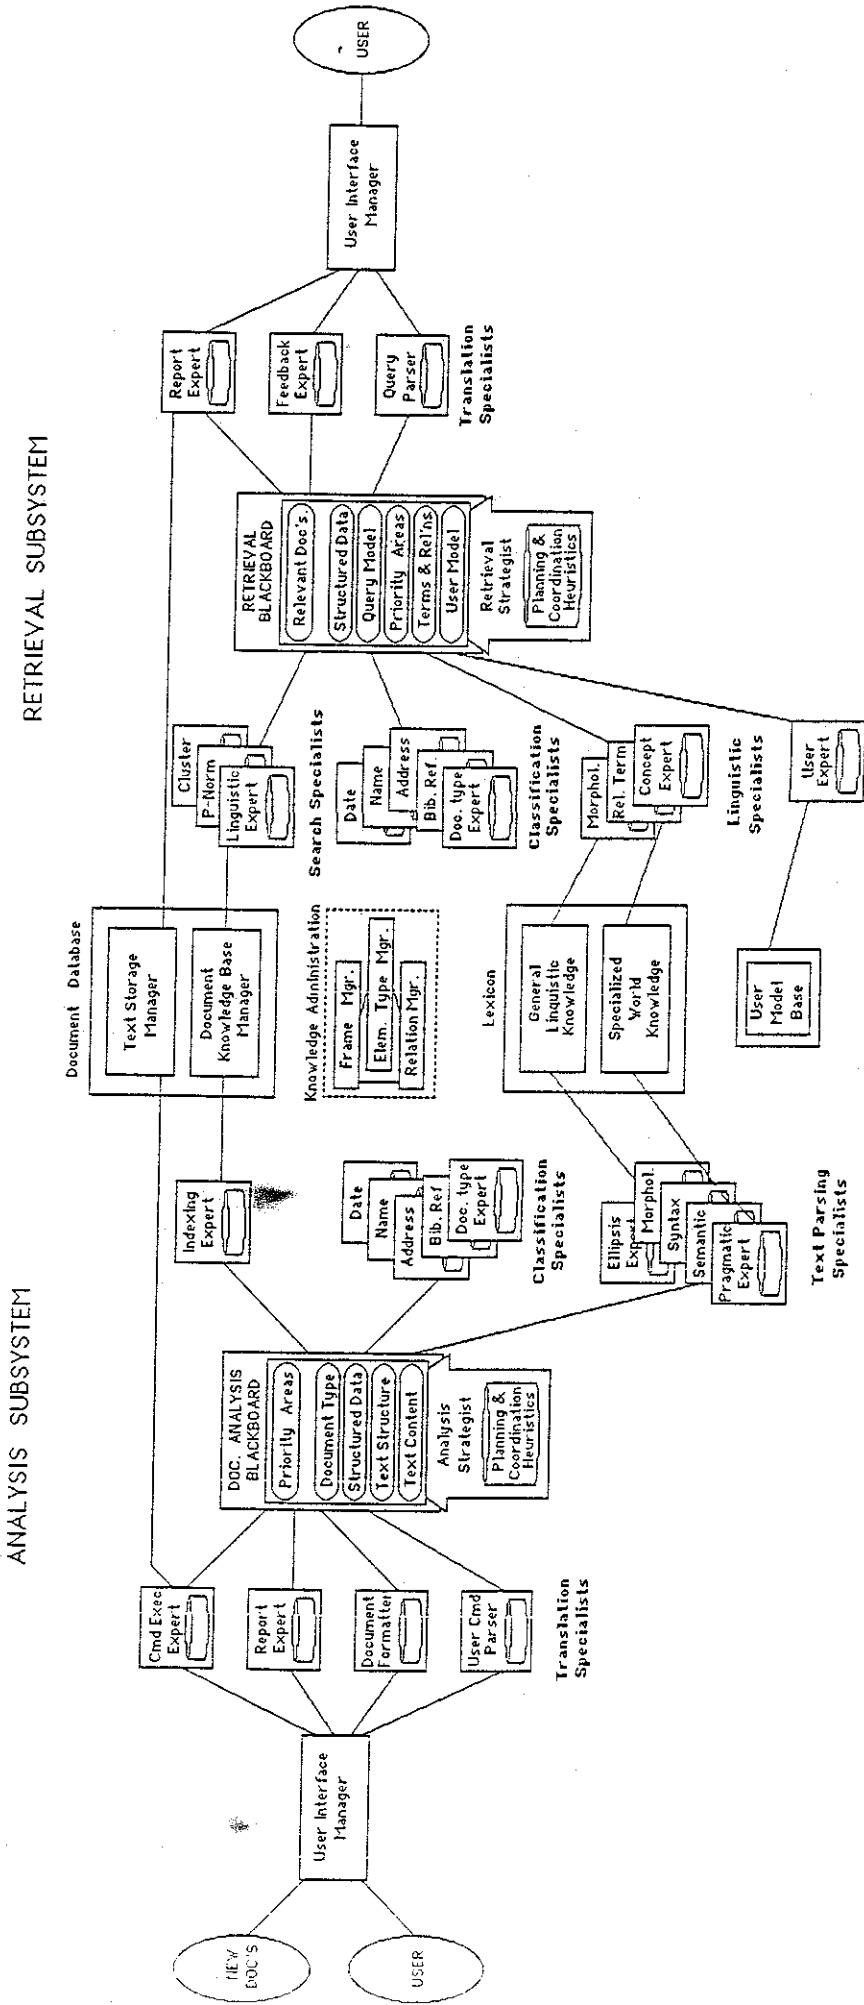 ANALYSIS SUBSYSTEM
RETRIEVAL SUBSYSTEM
NEW
DOC'S
USER
User Interface
Manager
Cmd Exec
Expert
Report
Expert
Document
Formatter
User Cmd
Parser
Translation
Specialists
DOC. ANALYSIS
BLACKBOARD
Priority Areas
Document Type
Structured Data
Text Structure
Text Content
Analysis
Strategist
Planning &
Coordination
Heuristics
Indexing
Expert
Date
Name
Address
Bib. Ref
Doc. type
Expert
Classification
Specialists
Ellipsis
Expert
Morphol.
Syntax
Semantic
Pragmatic
Expert
Text Parsing
Specialists
Document Database
Text Storage
Manager
Document
Knowledge Base
Manager
Knowledge Administration
Frame Mgr.
Elem. Type Mgr.
Relation Mgr.
Lexicon
General
Linguistic
Knowledge
Specialized
World
Knowledge
User
Model
Base
Cluster
P-Norm
Linguistic
Expert
Search Specialists
Date
Name
Address
Bib. Ref.
Doc. type
Expert
Classification
Specialists
Morphol.
Rel. Term
Concept
Expert
Linguistic
Specialists
User
Expert
RETRIEVAL
BLACKBOARD
Relevant Doc's.
Structured Data
Query Model
Priority Areas
Terms & Rel'ns
User Model
Retrieval
Strategist
Planning &
Coordination
Heuristics
Report
Expert
Feedback
Expert
Query
Parser
Translation
Specialists
User Interface
Manager
USER